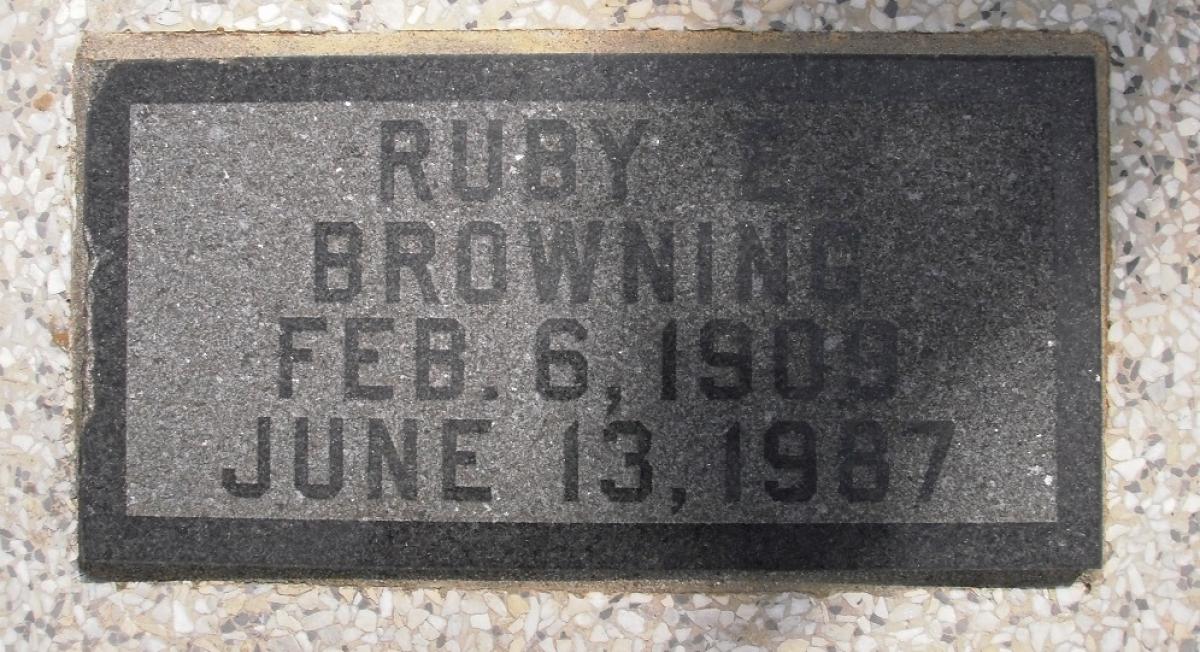 RUBY E.
BROWNING
FEB. 6, 1909
JUNE 13, 1987